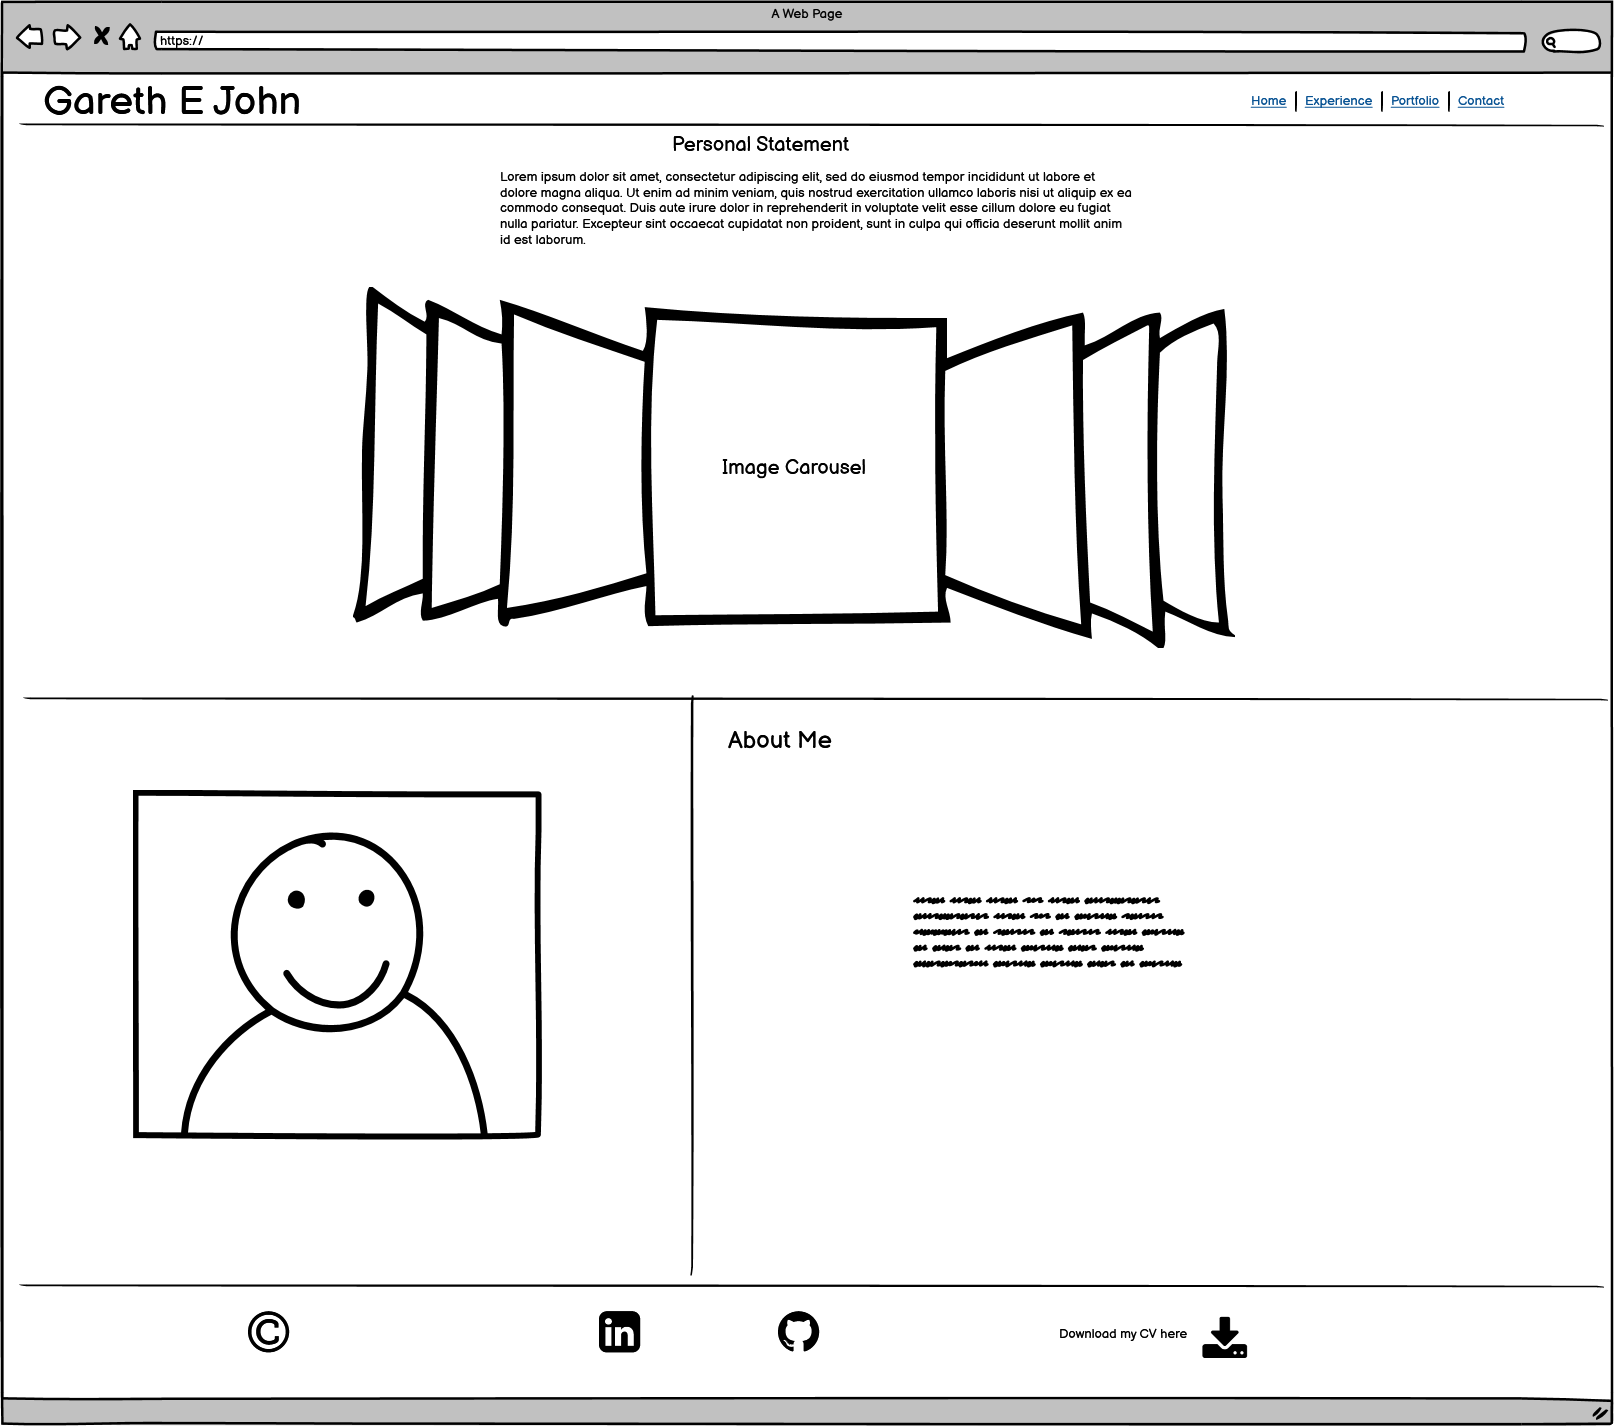 A Web Page
https://
Gareth E John
Home | Experience | Portfolio | Contact
Personal Statement
Lorem ipsum dolor sit amet, consectetur adipiscing elit, sed do eiusmod tempor incididunt ut labore et
dolore magna aliqua. Ut enim ad minim veniam, quis nostrud exercitation ullamco laboris nisi ut aliquip ex ea
commodo consequat. Duis aute irure dolor in reprehenderit in voluptate velit esse cillum dolore eu fugiat
nulla pariatur. Excepteur sint occaecat cupidatat non proident, sunt in culpa qui officia deserunt mollit anim
id est laborum.
Image Carousel
About Me
©
in
Download my CV here